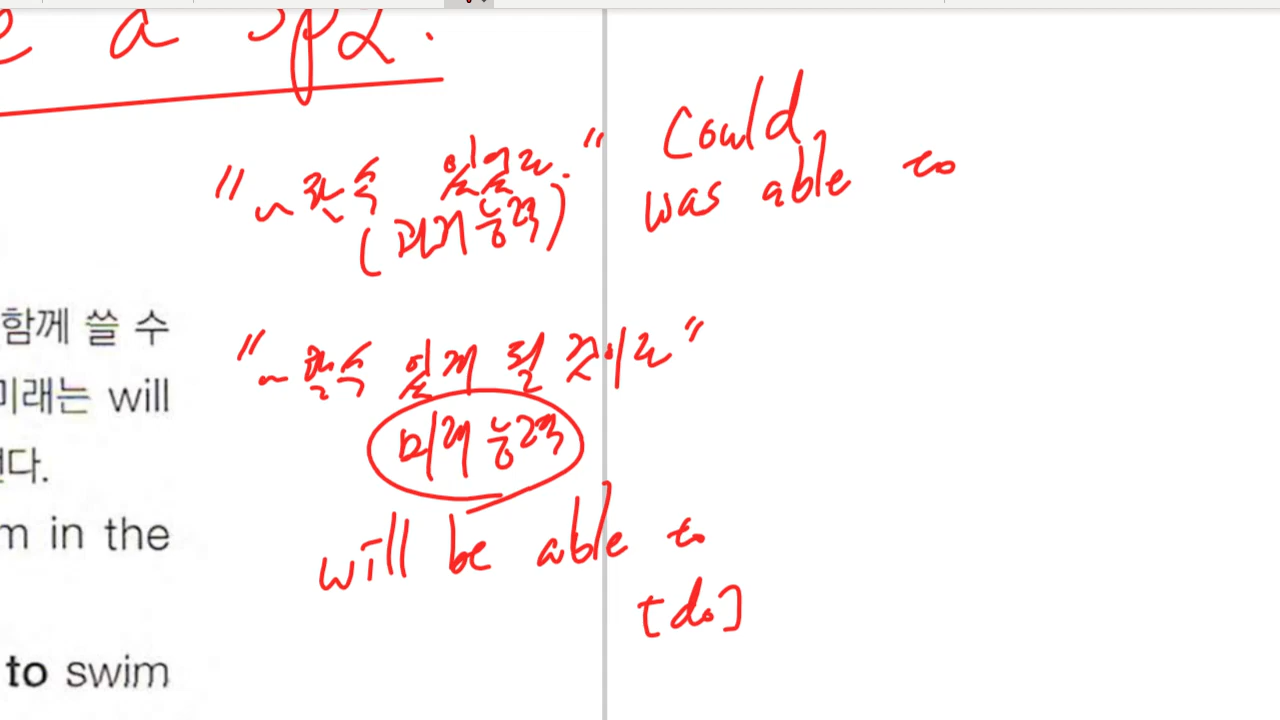 e a spz.
"~할 수 있었다."
(과거 능력)
Could
was able to
함께 쓸 수
미래는 will
"~할 수 있게 될 것이다"
미래 능력
다.
m in the
will be able to
[do]
to swim